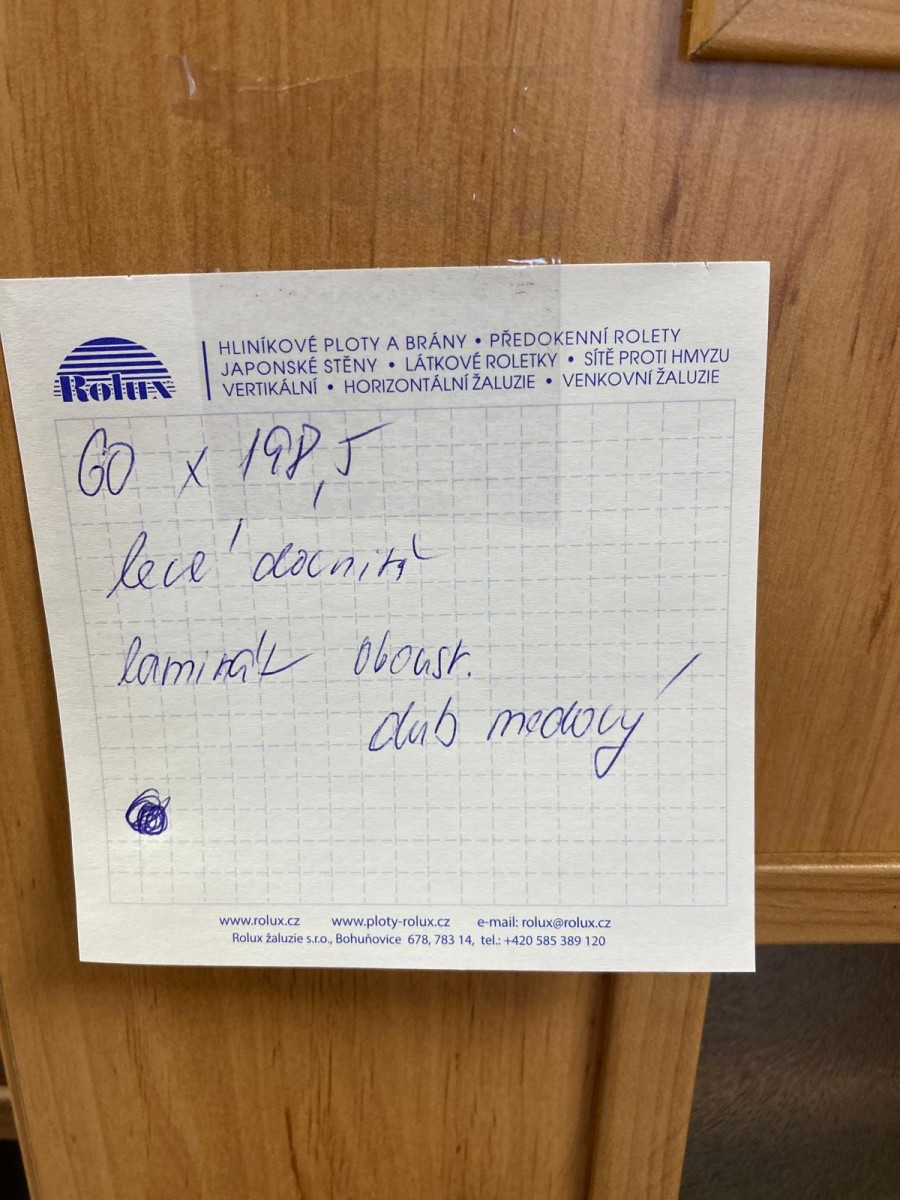 Rolux
HLINÍKOVÉ PLOTY A BRÁNY • PŘEDOKENNÍ ROLETY
JAPONSKÉ STĚNY • LÁTKOVÉ ROLETKY • SÍTĚ PROTI HMYZU
VERTIKÁLNÍ • HORIZONTÁLNÍ ŽALUZIE • VENKOVNÍ ŽALUZIE
60 x 198,5
levé
laminát oboustr.
dub medový
www.rolux.cz www.ploty-rolux.cz e-mail: rolux@rolux.cz
Rolux žaluzie s.r.o., Bohuňovice 678, 783 14, tel.: +420 585 389 120